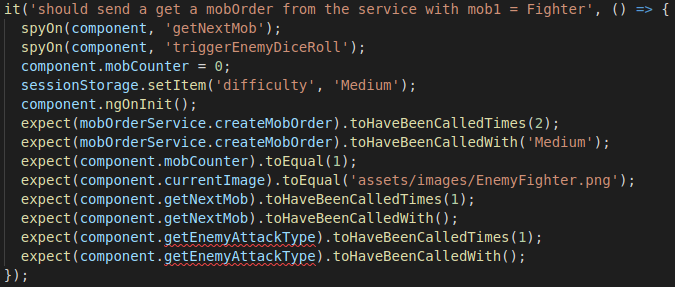 it('should send a get a mobOrder from the service with mob1 = Fighter', () => {
spyOn(component, 'getNextMob');
spyOn(component, 'triggerEnemyDiceRoll');
component.mobCounter = 0;
sessionStorage.setItem('difficulty', 'Medium');
component.ngOnInit();
expect(mobOrderService.createMobOrder).toHaveBeenCalledTimes(2);
expect(mobOrderService.createMobOrder).toHaveBeenCalledWith('Medium');
expect(component.mobCounter).toEqual(1);
expect(component.currentImage).toEqual('assets/images/EnemyFighter.png');
expect(component.getNextMob).toHaveBeenCalledTimes(1);
expect(component.getNextMob).toHaveBeenCalledWith();
expect(component.getEnemyAttackType).toHaveBeenCalledTimes(1);
expect(component.getEnemyAttackType).toHaveBeenCalledWith();
});